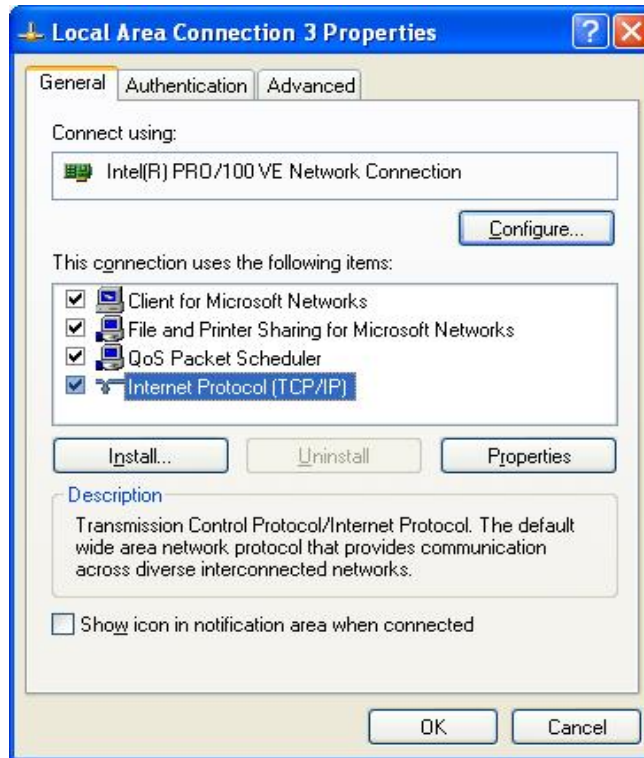 Local Area Connection 3 Properties
General Authentication Advanced
Connect using:
Intel(R) PRO/100 VE Network Connection
Configure...
This connection uses the following items:
Client for Microsoft Networks
File and Printer Sharing for Microsoft Networks
QoS Packet Scheduler
Internet Protocol (TCP/IP)
Install... Uninstall Properties
Description
Transmission Control Protocol/Internet Protocol. The default
wide area network protocol that provides communication
across diverse interconnected networks.
Show icon in notification area when connected
OK Cancel